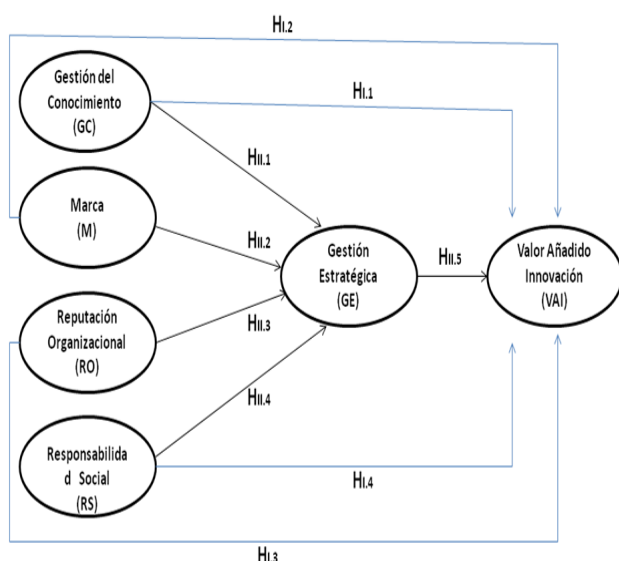 HI.2
Gestión del
Conocimiento
(GC)
HI.1
HII.1
Marca
(M)
HII.2
Gestión
Estratégica
(GE)
HII.5
Valor Añadido
Innovación
(VAI)
Reputación
Organizacional
(RO)
HII.3
HII.4
Responsabilida
d Social
(RS)
HI.4
HI.3